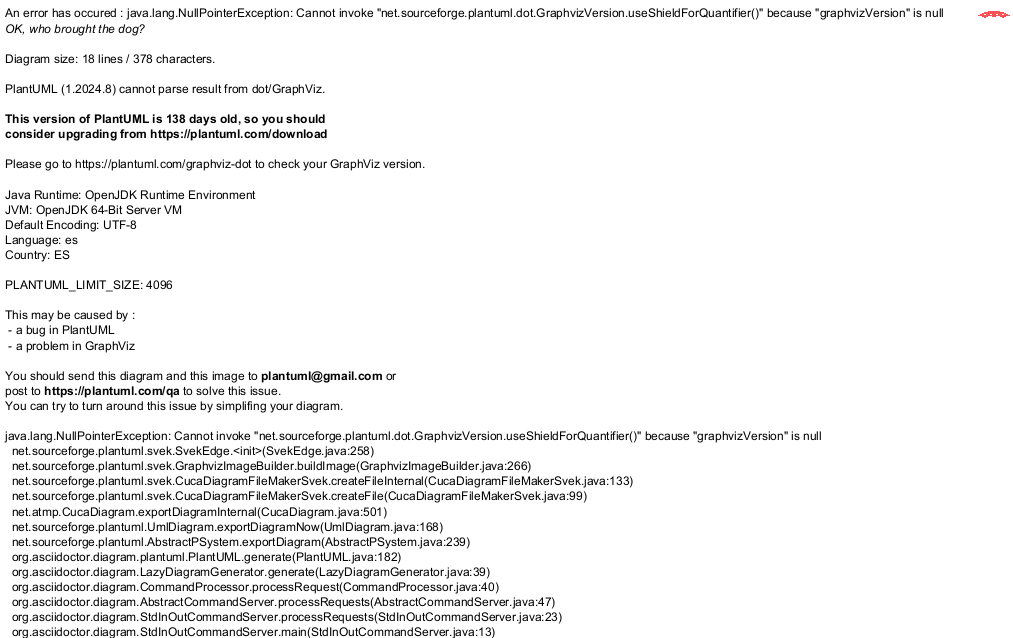 An error has occured : java.lang.NullPointerException: Cannot invoke "net.sourceforge.plantuml.dot.GraphvizVersion.useShieldForQuantifier()" because "graphvizVersion" is null
OK, who brought the dog?
Diagram size: 18 lines / 378 characters.
PlantUML (1.2024.8) cannot parse result from dot/GraphViz.
This version of PlantUML is 138 days old, so you should
consider upgrading from https://plantuml.com/download
Please go to https://plantuml.com/graphviz-dot to check your GraphViz version.
Java Runtime: OpenJDK Runtime Environment
JVM: OpenJDK 64-Bit Server VM
Default Encoding: UTF-8
Language: es
Country: ES
PLANTUML_LIMIT_SIZE: 4096
This may be caused by :
- a bug in PlantUML
- a problem in GraphViz
You should send this diagram and this image to plantuml@gmail.com or
post to https://plantuml.com/qa to solve this issue.
You can try to turn around this issue by simplifing your diagram.
java.lang.NullPointerException: Cannot invoke "net.sourceforge.plantuml.dot.GraphvizVersion.useShieldForQuantifier()" because "graphvizVersion" is null
net.sourceforge.plantuml.svek.SvekEdge.<init>(SvekEdge.java:258)
net.sourceforge.plantuml.svek.GraphvizImageBuilder.buildImage(GraphvizImageBuilder.java:266)
net.sourceforge.plantuml.svek.CucaDiagramFileMakerSvek.createFileInternal(CucaDiagramFileMakerSvek.java:133)
net.sourceforge.plantuml.svek.CucaDiagramFileMakerSvek.createFile(CucaDiagramFileMakerSvek.java:99)
net.atmp.CucaDiagram.exportDiagramInternal(CucaDiagram.java:501)
net.sourceforge.plantuml.UmlDiagram.exportDiagramNow(UmlDiagram.java:168)
net.sourceforge.plantuml.AbstractPSystem.exportDiagram(AbstractPSystem.java:239)
org.asciidoctor.diagram.plantuml.PlantUML.generate(PlantUML.java:182)
org.asciidoctor.diagram.LazyDiagramGenerator.generate(LazyDiagramGenerator.java:39)
org.asciidoctor.diagram.CommandProcessor.processRequest(CommandProcessor.java:40)
org.asciidoctor.diagram.AbstractCommandServer.processRequests(AbstractCommandServer.java:47)
org.asciidoctor.diagram.StdInOutCommandServer.processRequests(StdInOutCommandServer.java:23)
org.asciidoctor.diagram.StdInOutCommandServer.main(StdInOutCommandServer.java:13)